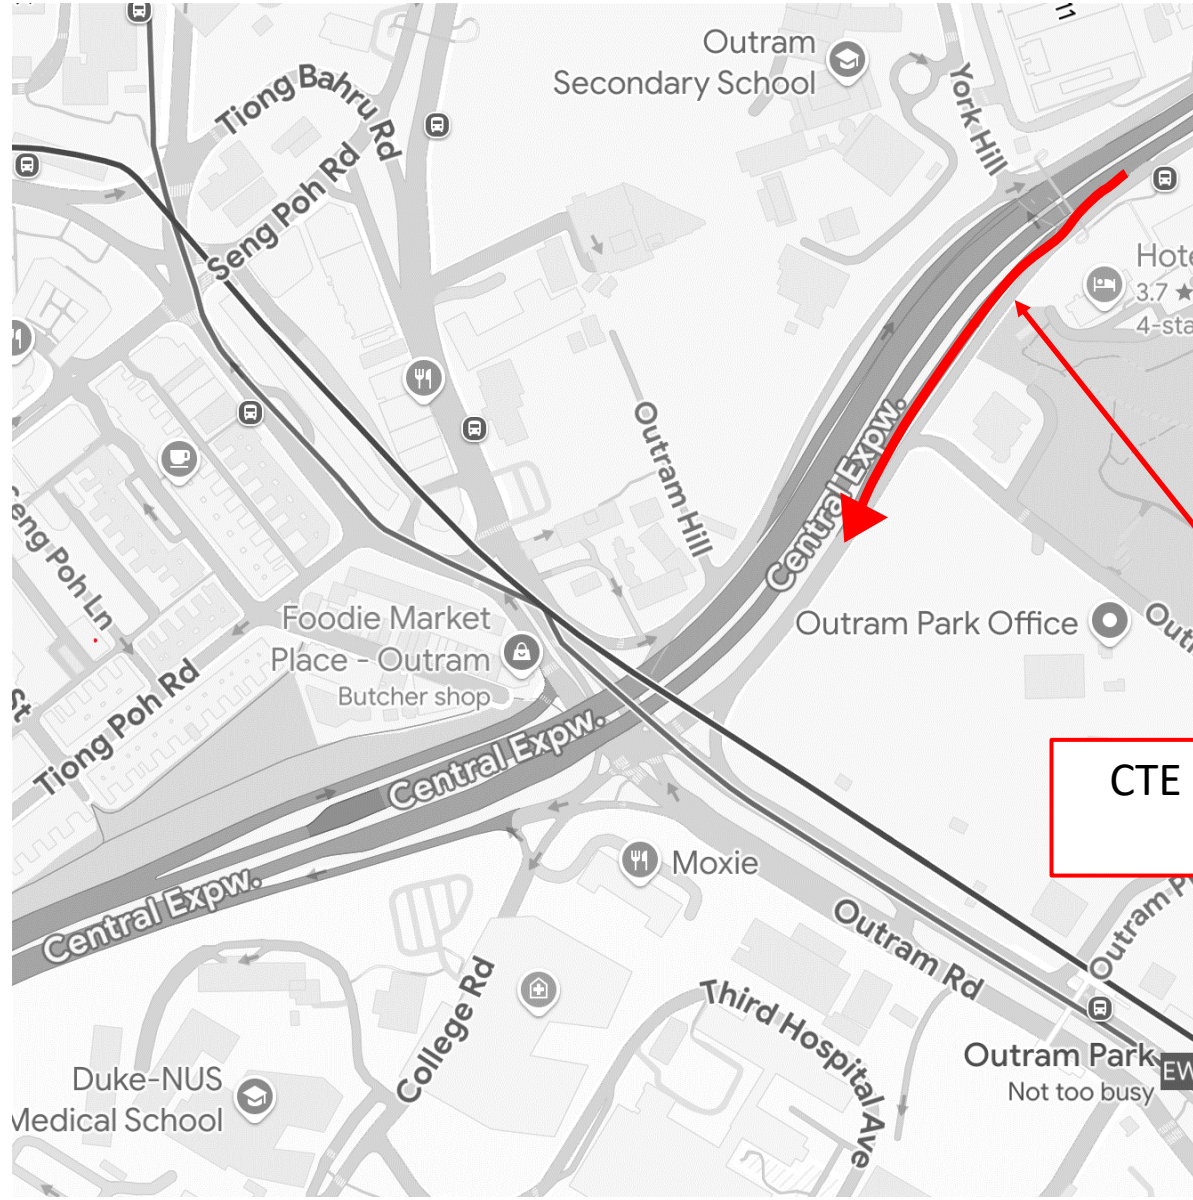 11
Outram
Secondary School
York Hill
Tiong Bahru Rd
Seng Poh Rd
Hote
3.7 ★
4-sta
Outram Hill
Central Expw.
Seng Poh Ln
Foodie Market
Place - Outram
Butcher shop
Outram Park Office
St
Tiong Poh Rd
Central Expw.
CTE
Moxie
Central Expw.
Outram Rd
College Rd
Third Hospital Ave
Duke-NUS
Medical School
Outram Park
Not too busy
EW